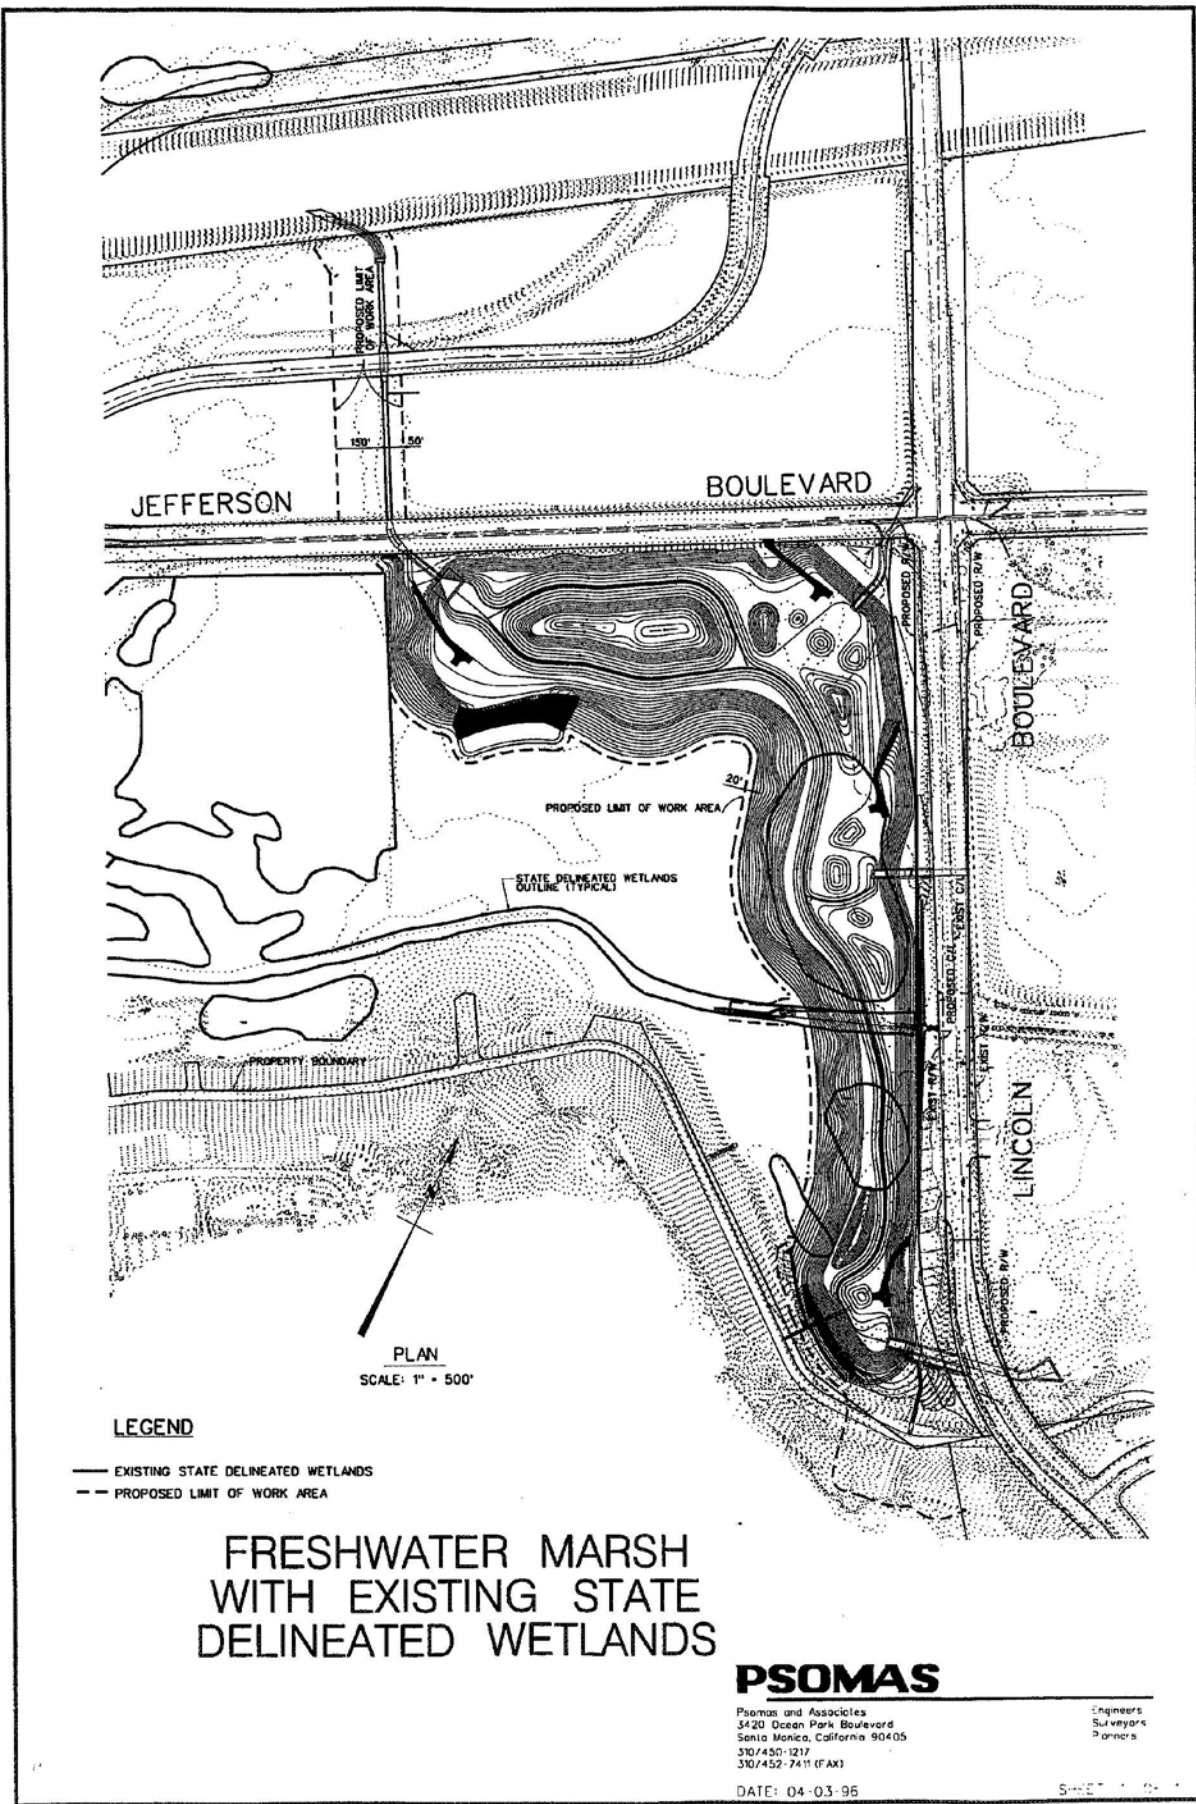 PROPOSED LIMIT
OF WORK AREA
150'
50'
JEFFERSON
BOULEVARD
PROPOSED R/W
PROPOSED R/W
BOULEVARD
20'
PROPOSED LIMIT OF WORK AREA
STATE DELINEATED WETLANDS
OUTLINE (TYPICAL)
EXIST C/L
PROPOSED C/L
EXIST R/W
EXIST R/W
PROPERTY BOUNDARY
LINCOLN
PROPOSED R/W
N
PLAN
SCALE: 1" = 500'
LEGEND
EXISTING STATE DELINEATED WETLANDS
PROPOSED LIMIT OF WORK AREA
FRESHWATER MARSH
WITH EXISTING STATE
DELINEATED WETLANDS
PSOMAS
Psomas and Associates
3420 Ocean Park Boulevard
Santa Monica, California 90405
310/450-1217
310/452-7411 (FAX)
Engineers
Surveyors
Planners
DATE: 04-03-96
SHEET